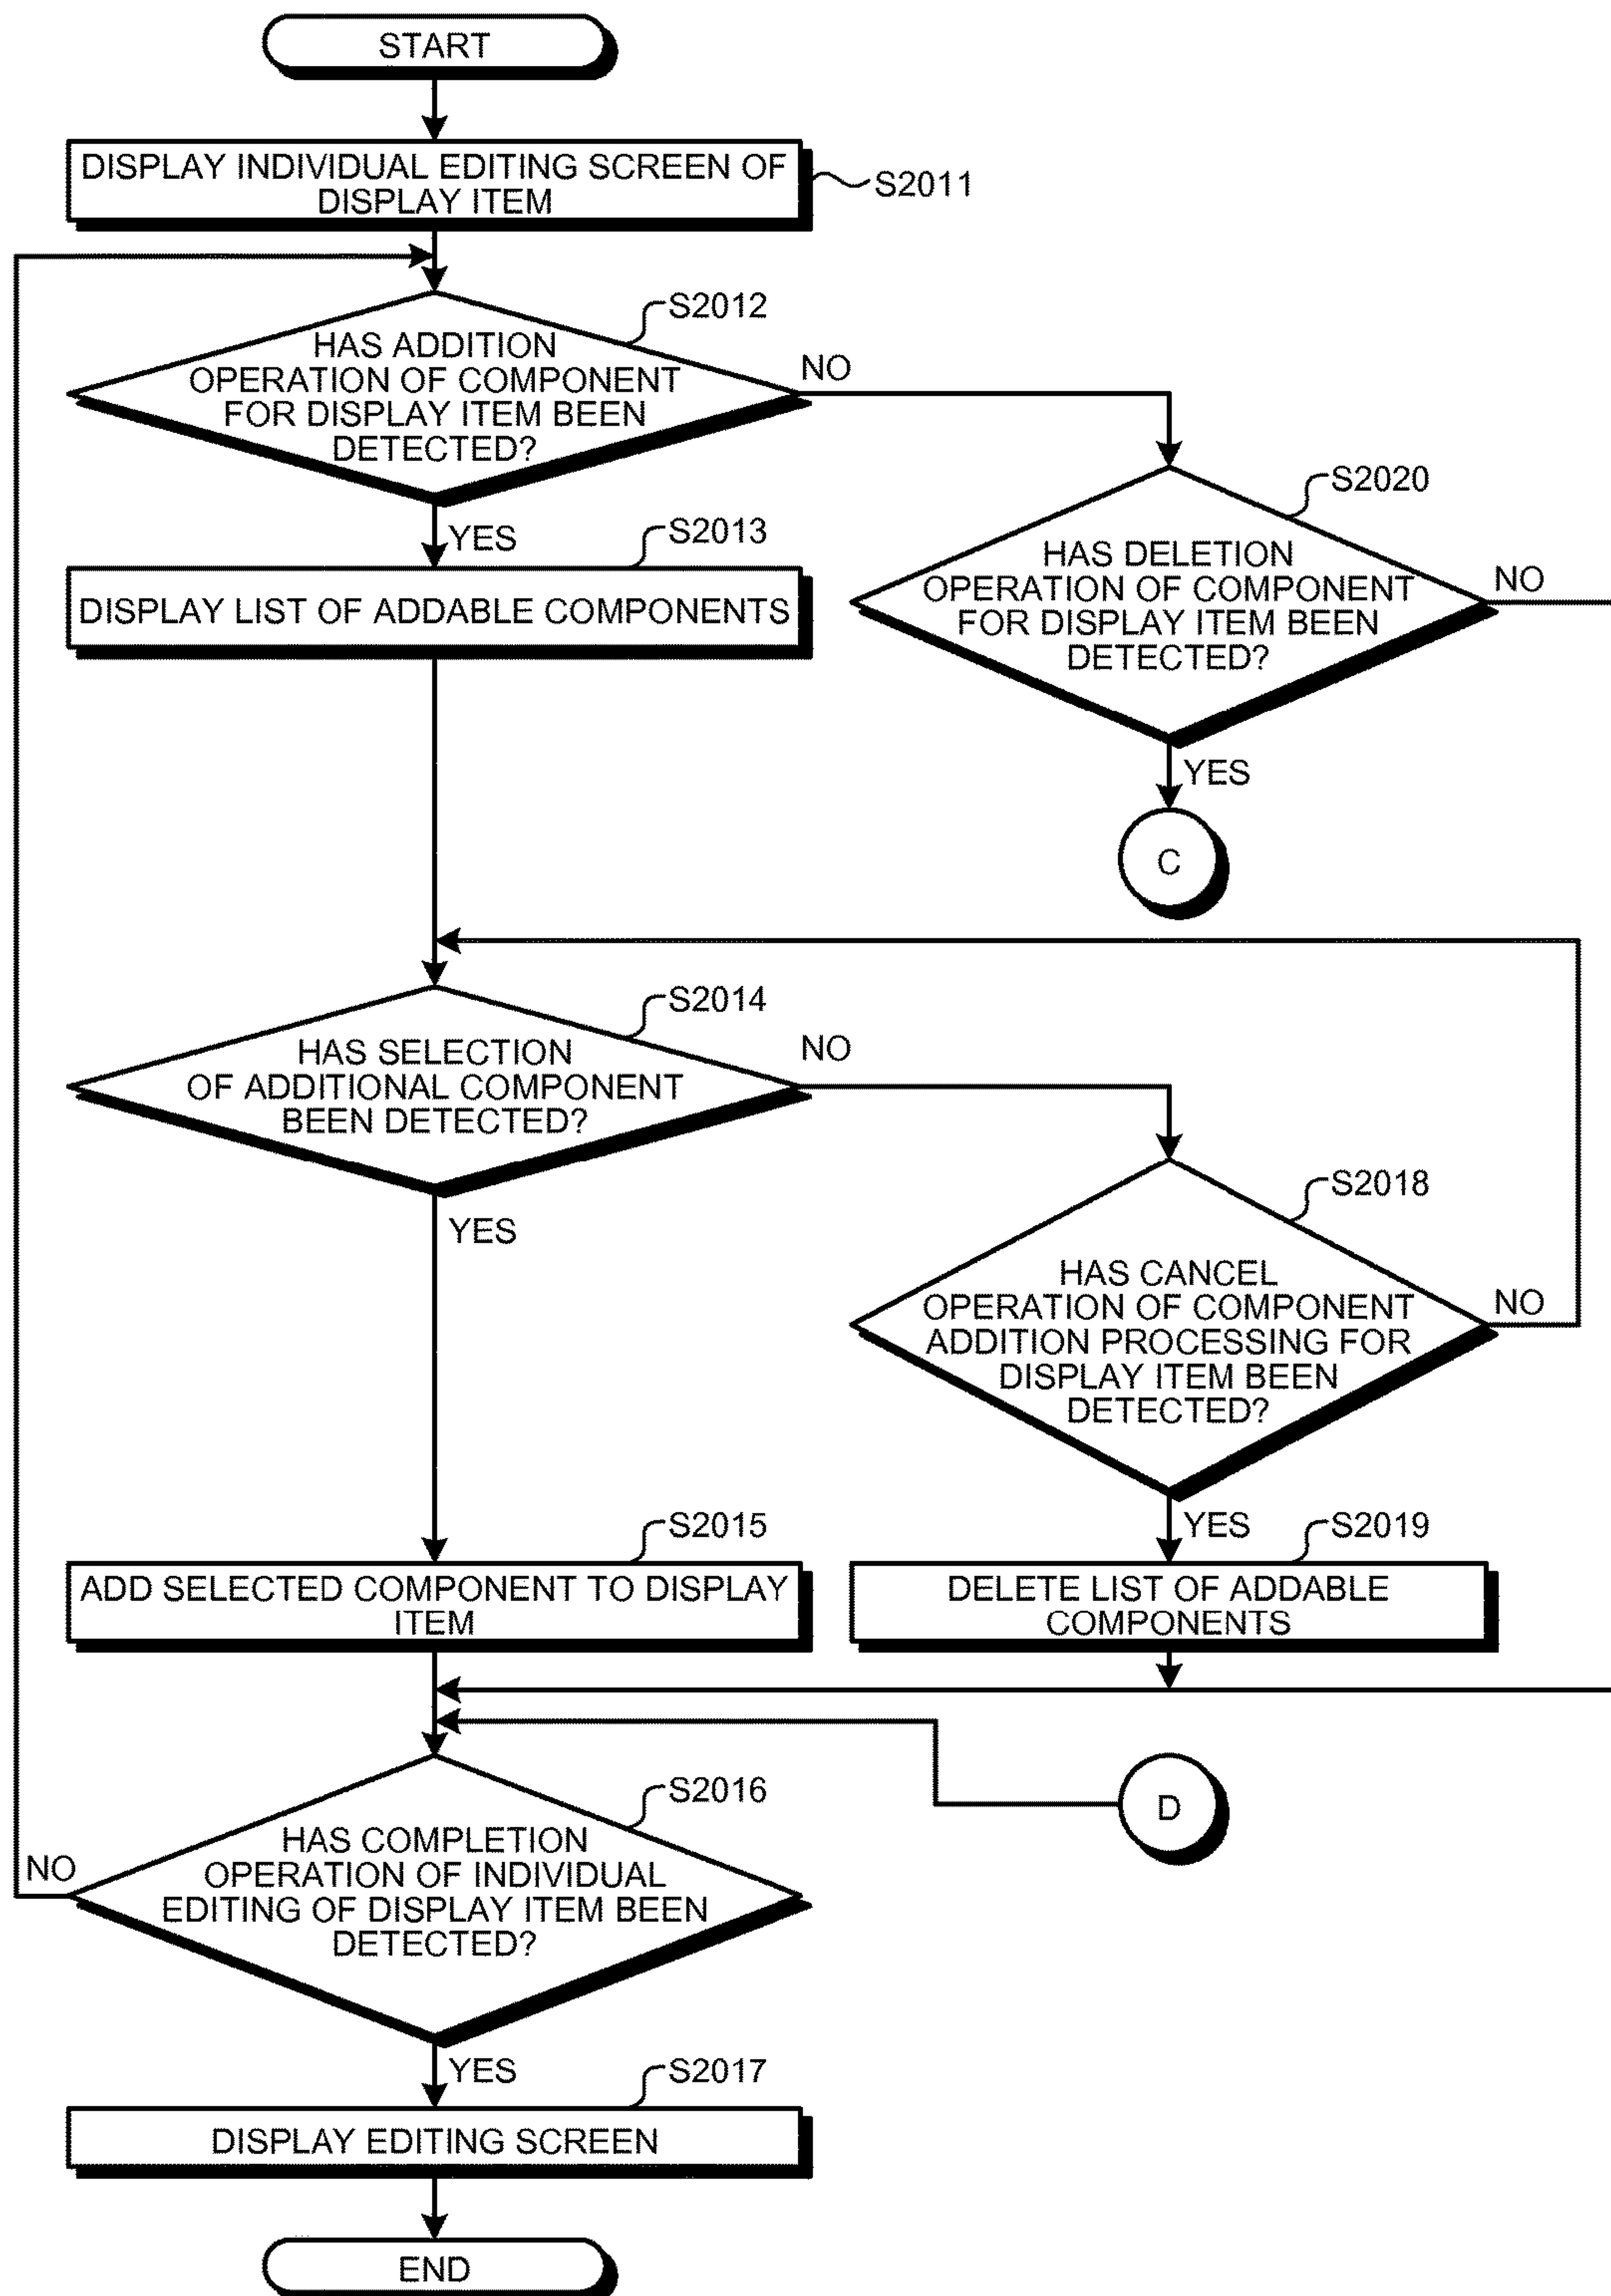 START
DISPLAY INDIVIDUAL EDITING SCREEN OF
DISPLAY ITEM
S2011
S2012
HAS ADDITION
OPERATION OF COMPONENT
FOR DISPLAY ITEM BEEN
DETECTED?
NO
YES
S2020
HAS DELETION
OPERATION OF COMPONENT
FOR DISPLAY ITEM BEEN
DETECTED?
NO
YES
C
S2013
DISPLAY LIST OF ADDABLE COMPONENTS
S2014
HAS SELECTION
OF ADDITIONAL COMPONENT
BEEN DETECTED?
NO
YES
S2018
HAS CANCEL
OPERATION OF COMPONENT
ADDITION PROCESSING FOR
DISPLAY ITEM BEEN
DETECTED?
NO
YES
S2015
ADD SELECTED COMPONENT TO DISPLAY
ITEM
S2019
DELETE LIST OF ADDABLE
COMPONENTS
D
S2016
HAS COMPLETION
OPERATION OF INDIVIDUAL
EDITING OF DISPLAY ITEM BEEN
DETECTED?
NO
YES
S2017
DISPLAY EDITING SCREEN
END